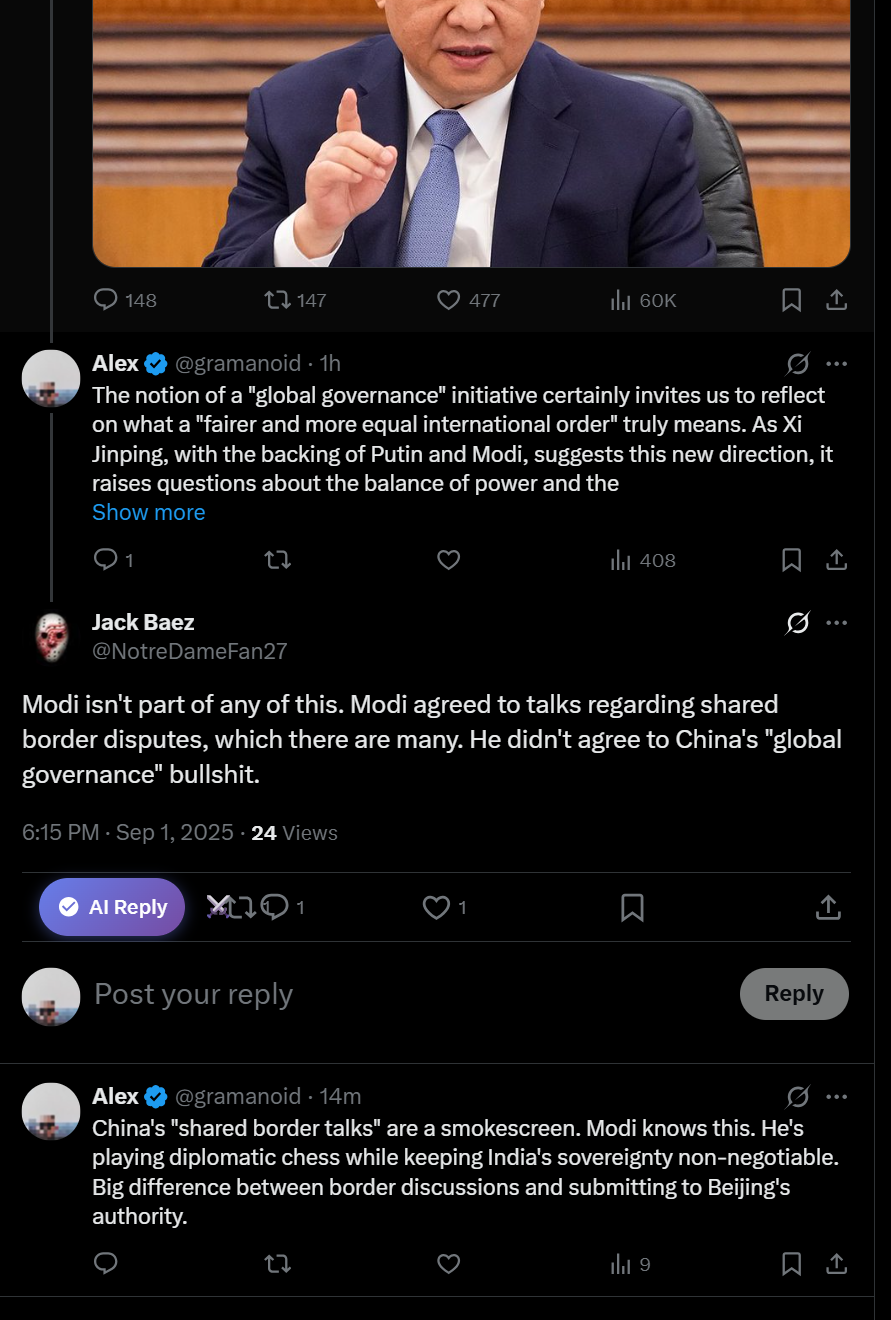 148 147 477 60K
Alex @gramanoid · 1h
The notion of a "global governance" initiative certainly invites us to reflect
on what a "fairer and more equal international order" truly means. As Xi
Jinping, with the backing of Putin and Modi, suggests this new direction, it
raises questions about the balance of power and the
Show more
1 408
Jack Baez
@NotreDameFan27
Modi isn't part of any of this. Modi agreed to talks regarding shared
border disputes, which there are many. He didn't agree to China's "global
governance" bullshit.
6:15 PM · Sep 1, 2025 · 24 Views
AI Reply 1 1 1
Post your reply Reply
Alex @gramanoid · 14m
China's "shared border talks" are a smokescreen. Modi knows this. He's
playing diplomatic chess while keeping India's sovereignty non-negotiable.
Big difference between border discussions and submitting to Beijing's
authority.
9